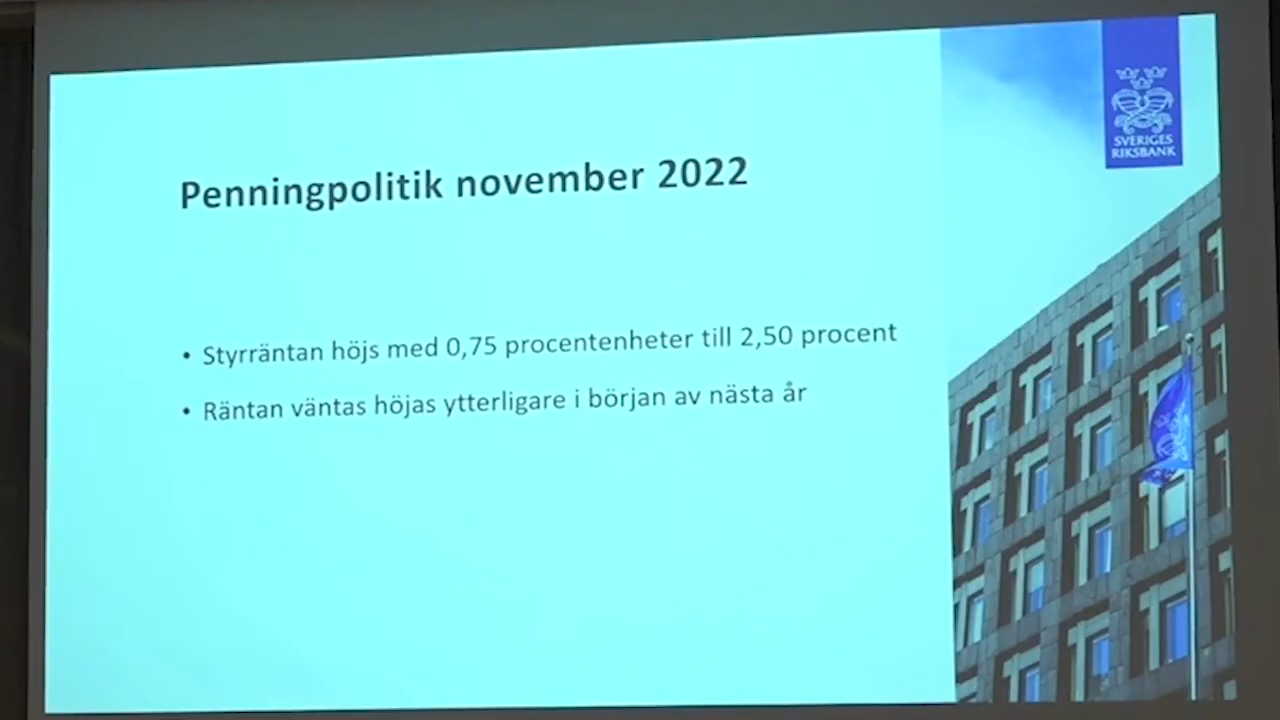 SVERIGES
RIKSBANK
Penningpolitik november 2022
• Styrräntan höjs med 0,75 procentenheter till 2,50 procent
• Räntan väntas höjas ytterligare i början av nästa år